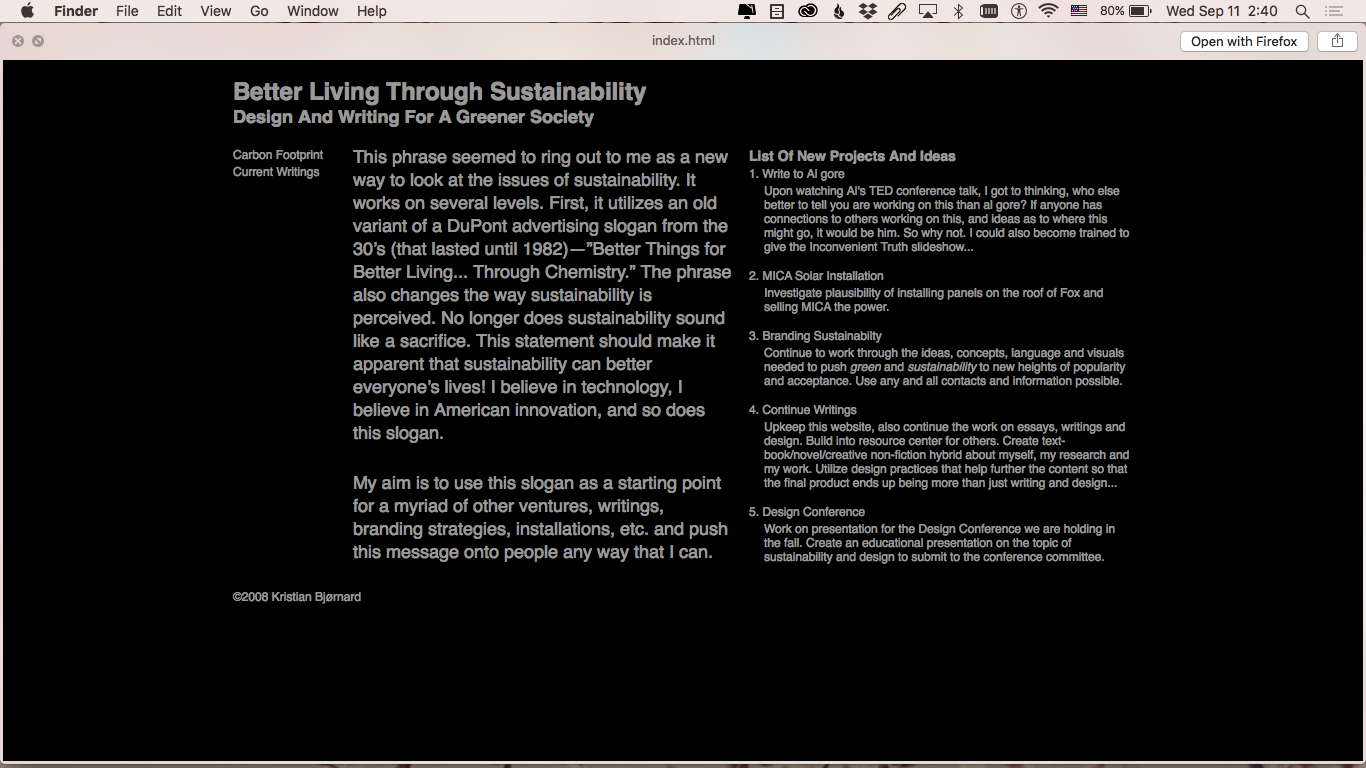 Finder File Edit View Go Window Help 80% Wed Sep 11 2:40
index.html
Open with Firefox
Better Living Through Sustainability
Design And Writing For A Greener Society
Carbon Footprint
Current Writings
This phrase seemed to ring out to me as a new
way to look at the issues of sustainability. It
works on several levels. First, it utilizes an old
variant of a DuPont advertising slogan from the
30’s (that lasted until 1982)—”Better Things for
Better Living... Through Chemistry.” The phrase
also changes the way sustainability is
perceived. No longer does sustainability sound
like a sacrifice. This statement should make it
apparent that sustainability can better
everyone’s lives! I believe in technology, I
believe in American innovation, and so does
this slogan.
My aim is to use this slogan as a starting point
for a myriad of other ventures, writings,
branding strategies, installations, etc. and push
this message onto people any way that I can.
List Of New Projects And Ideas
1. Write to Al gore
Upon watching Al's TED conference talk, I got to thinking, who else
better to tell you are working on this than al gore? If anyone has
connections to others working on this, and ideas as to where this
might go, it would be him. So why not. I could also become trained to
give the Inconvenient Truth slideshow...
2. MICA Solar Installation
Investigate plausibility of installing panels on the roof of Fox and
selling MICA the power.
3. Branding Sustainabilty
Continue to work through the ideas, concepts, language and visuals
needed to push green and sustainability to new heights of popularity
and acceptance. Use any and all contacts and information possible.
4. Continue Writings
Upkeep this website, also continue the work on essays, writings and
design. Build into resource center for others. Create text-
book/novel/creative non-fiction hybrid about myself, my research and
my work. Utilize design practices that help further the content so that
the final product ends up being more than just writing and design...
5. Design Conference
Work on presentation for the Design Conference we are holding in
the fall. Create an educational presentation on the topic of
sustainability and design to submit to the conference committee.
©2008 Kristian Bjørnard